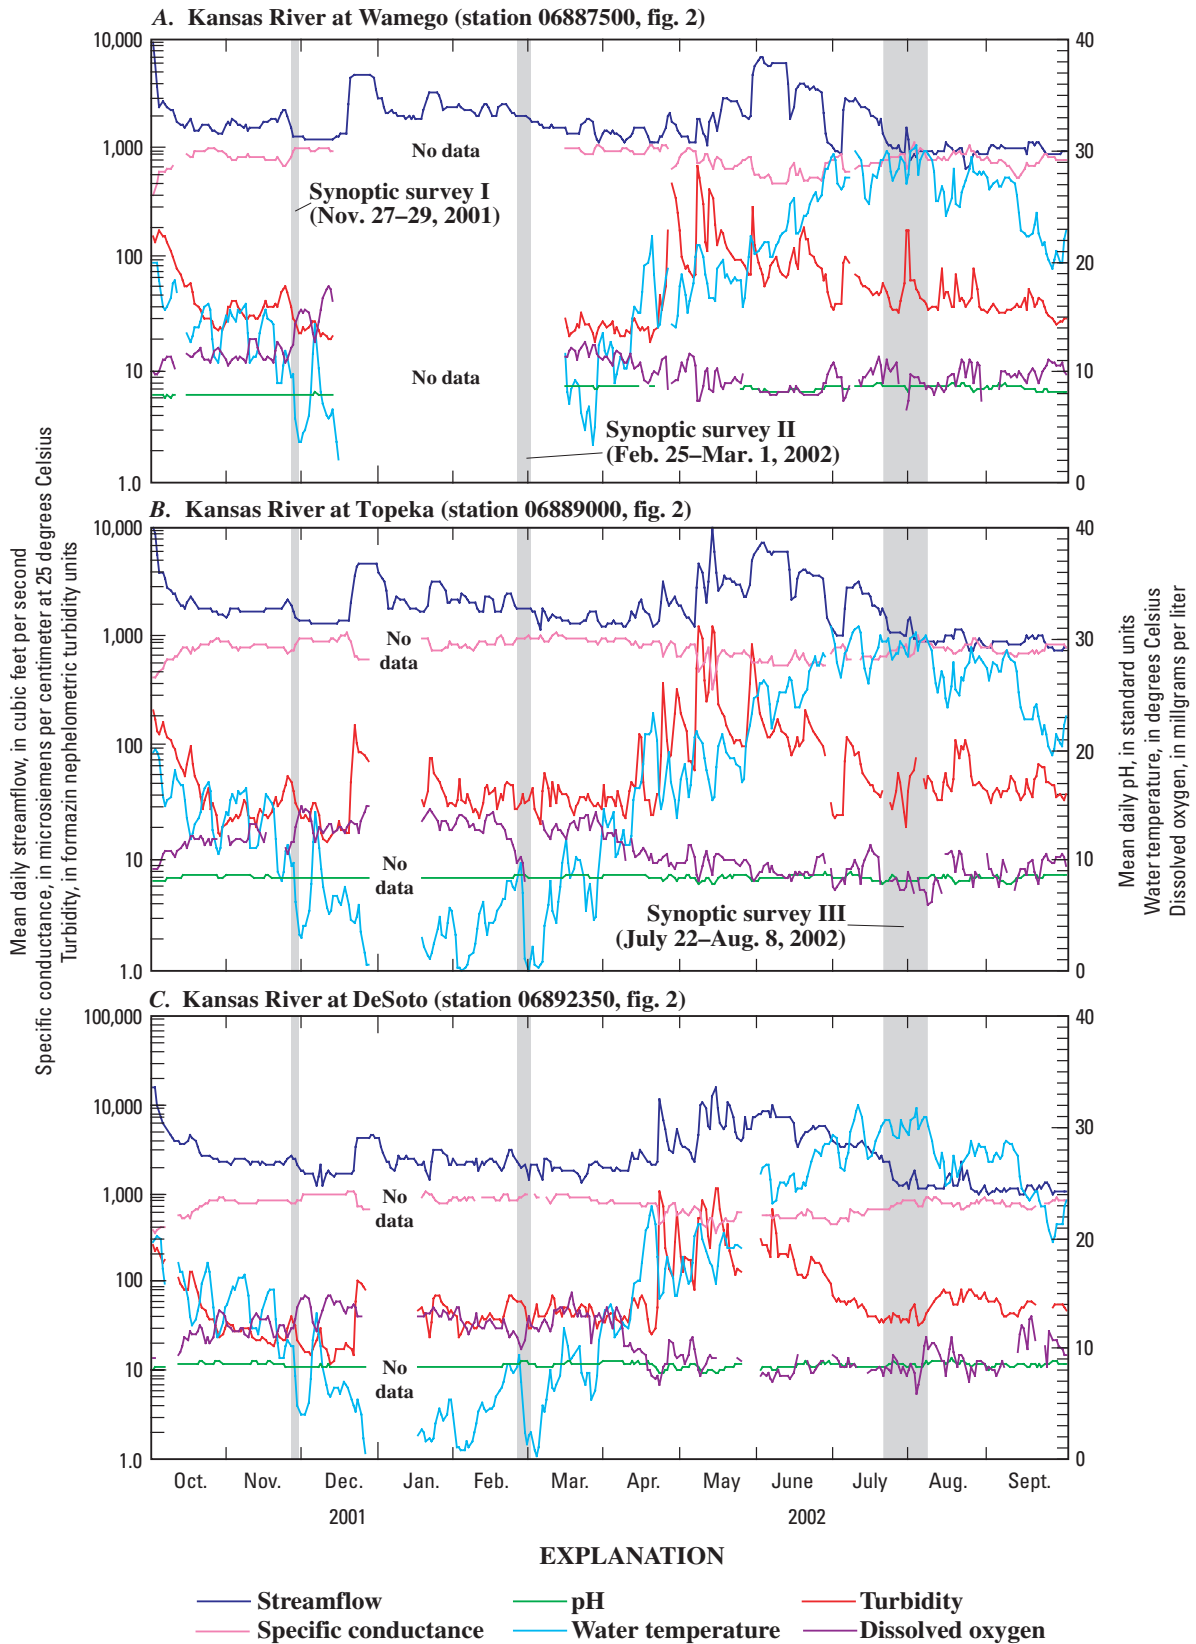 A. Kansas River at Wamego (station 06887500, fig. 2)
10,000
1,000
100
10
1.0
40
30
20
10
0
No data
Synoptic survey I
(Nov. 27–29, 2001)
No data
Synoptic survey II
(Feb. 25–Mar. 1, 2002)
B. Kansas River at Topeka (station 06889000, fig. 2)
10,000
1,000
100
10
1.0
40
30
20
10
0
No
data
No
data
Synoptic survey III
(July 22–Aug. 8, 2002)
C. Kansas River at DeSoto (station 06892350, fig. 2)
100,000
10,000
1,000
100
10
1.0
40
30
20
10
0
No
data
No
data
Mean daily streamflow, in cubic feet per second
Specific conductance, in microsiemens per centimeter at 25 degrees Celsius
Turbidity, in formazin nephelometric turbidity units
Mean daily pH, in standard units
Water temperature, in degrees Celsius
Dissolved oxygen, in millgrams per liter
Oct. Nov. Dec. Jan. Feb. Mar. Apr. May June July Aug. Sept.
2001 2002
EXPLANATION
Streamflow pH Turbidity
Specific conductance Water temperature Dissolved oxygen